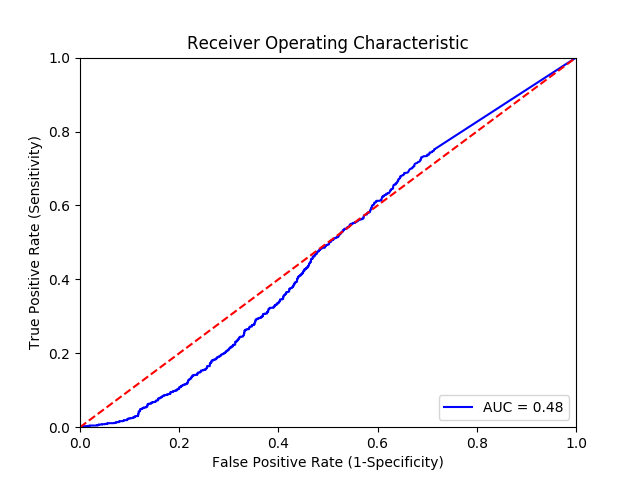 Receiver Operating Characteristic
1.0
0.8
0.6
0.4
0.2
0.0
True Positive Rate (Sensitivity)
AUC = 0.48
0.0 0.2 0.4 0.6 0.8 1.0
False Positive Rate (1-Specificity)